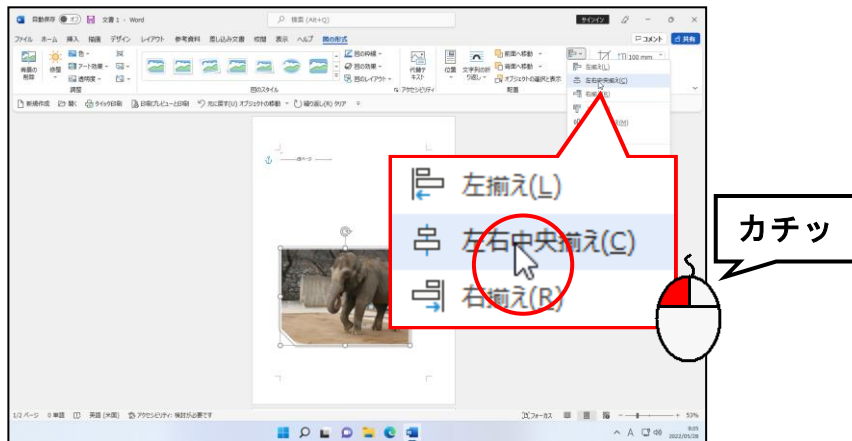 自動保存 オフ 文書 1 - Word 検索 (Alt+Q) サインイン
ファイル ホーム 挿入 描画 デザイン レイアウト 参考資料 差し込み文書 校閲 表示 ヘルプ 図の形式 コメント 共有
背景の削除 修整 色 アート効果 透明度 図の枠線 図の効果 図のレイアウト 代替テキスト 位置 文字列の折り返し 前面へ移動 背面へ移動 オブジェクトの選択と表示 100 mm
調整 図のスタイル アクセシビリティ 配置
左揃え(L)
左右中央揃え(C)
右揃え(R)
(M)
新規作成 開く クイック印刷 印刷プレビューと印刷 元に戻す(U) オブジェクトの移動 繰り返し(R) クリア
左揃え(L)
左右中央揃え(C)
右揃え(R)
カチッ
1/2 ページ 0 単語 英語 (米国) アクセシビリティ: 検討が必要です フォーカス 53%
A 9:05
2022/05/28